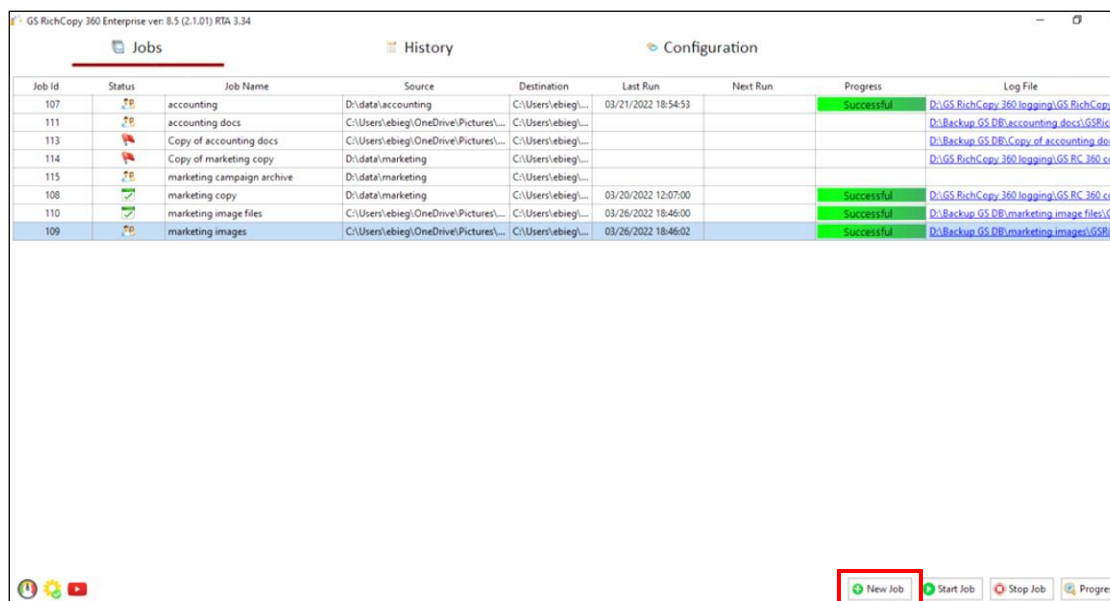 GS RichCopy 360 Enterprise ver: 8.5 (2.1.01) RTA 3.34
Jobs History Configuration
Job Id Status Job Name Source Destination Last Run Next Run Progress Log File
107 accounting D:\data\accounting C:\Users\ebieg\... 03/21/2022 18:54:53 Successful D:\GS RichCopy 360 logging\GS RichCopy
111 accounting docs C:\Users\ebieg\OneDrive\Pictures\... C:\Users\ebieg\... D:\Backup GS DB\accounting docs\GSRic
113 Copy of accounting docs C:\Users\ebieg\OneDrive\Pictures\... C:\Users\ebieg\... D:\Backup GS DB\Copy of accounting do
114 Copy of marketing copy D:\data\marketing C:\Users\ebieg\... D:\GS RichCopy 360 logging\GS RC 360 c
115 marketing campaign archive D:\data\marketing C:\Users\ebieg\...
108 marketing copy D:\data\marketing C:\Users\ebieg\... 03/20/2022 12:07:00 Successful D:\GS RichCopy 360 logging\GS RC 360 c
110 marketing image files C:\Users\ebieg\OneDrive\Pictures\... C:\Users\ebieg\... 03/26/2022 18:46:00 Successful D:\Backup GS DB\marketing image files\
109 marketing images C:\Users\ebieg\OneDrive\Pictures\... C:\Users\ebieg\... 03/26/2022 18:46:02 Successful D:\Backup GS DB\marketing images\GSR
New Job Start Job Stop Job Progre